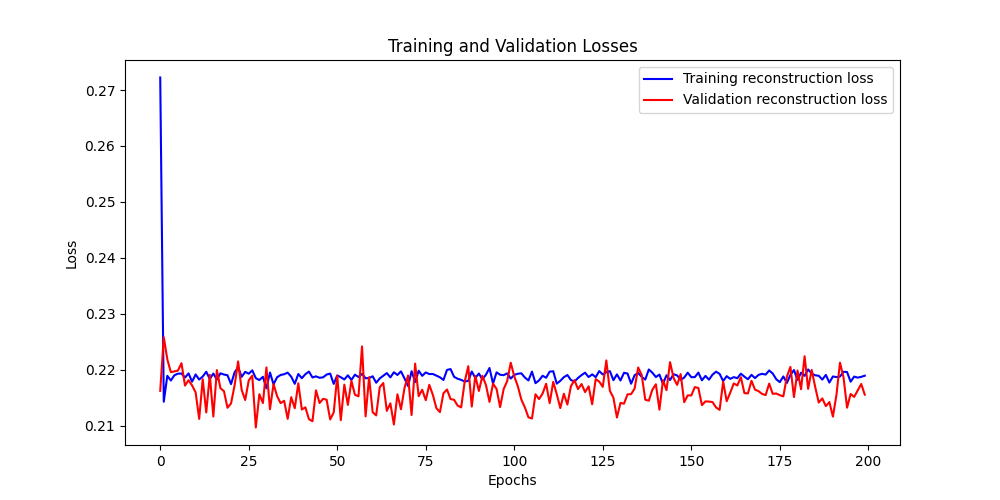 Training and Validation Losses
Training reconstruction loss
Validation reconstruction loss
0.27
0.26
0.25
0.24
0.23
0.22
0.21
Loss
0 25 50 75 100 125 150 175 200
Epochs